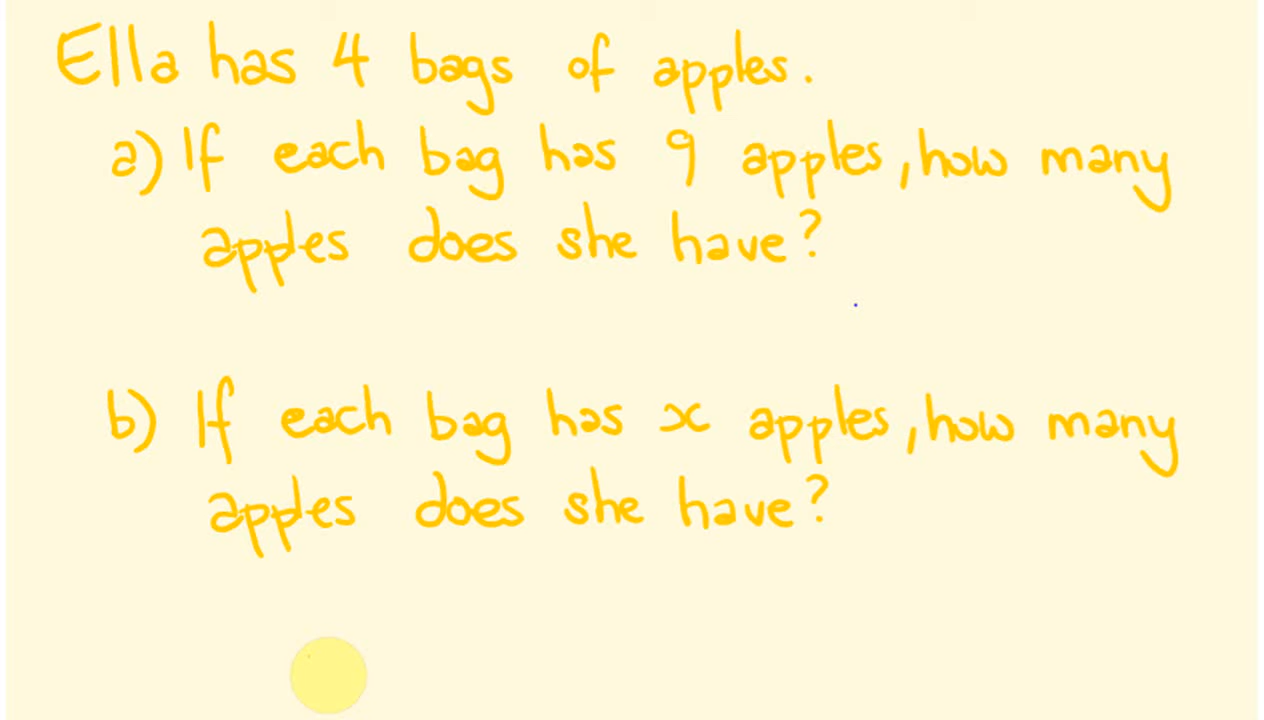 Ella has 4 bags of apples.
a) If each bag has 9 apples, how many
apples does she have?
b) If each bag has x apples, how many
apples does she have?